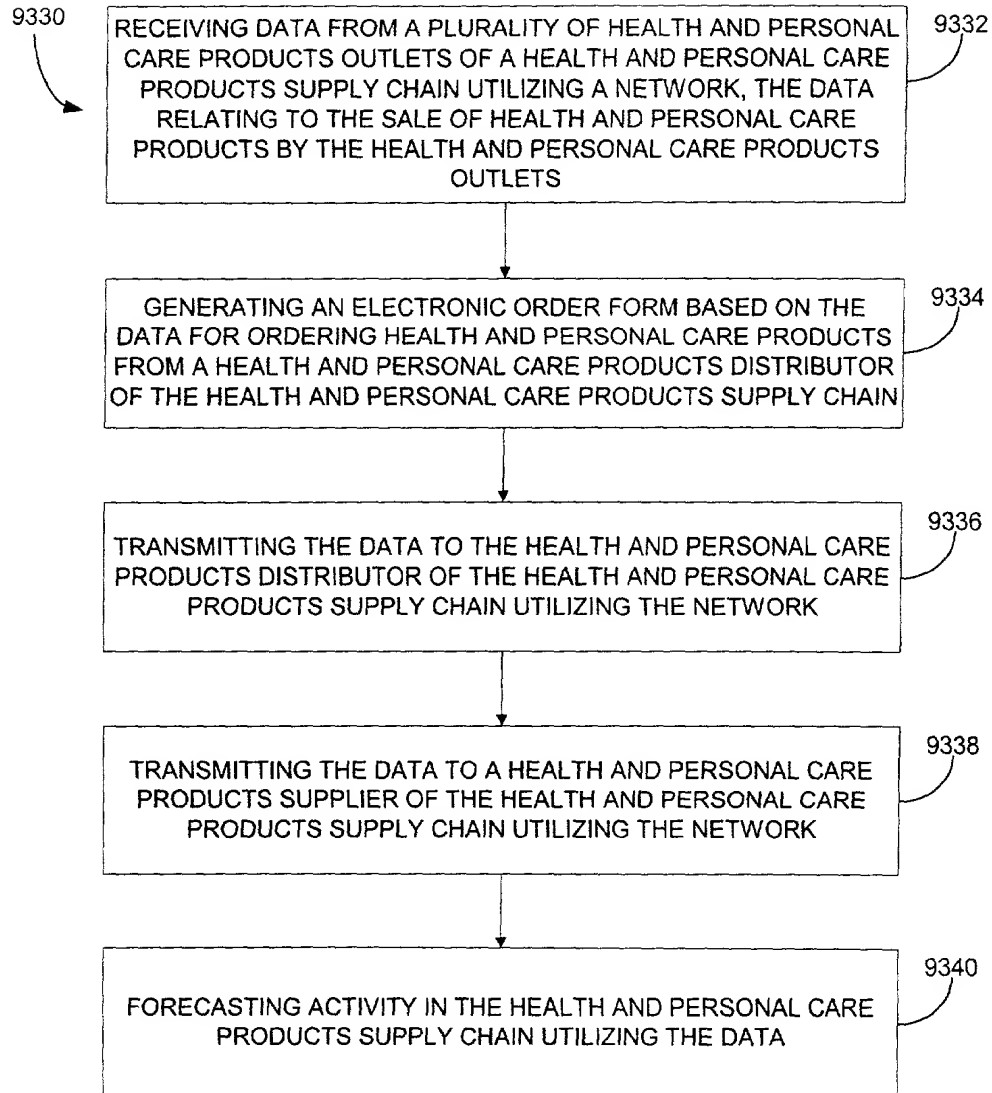 9330
RECEIVING DATA FROM A PLURALITY OF HEALTH AND PERSONAL
CARE PRODUCTS OUTLETS OF A HEALTH AND PERSONAL CARE
PRODUCTS SUPPLY CHAIN UTILIZING A NETWORK, THE DATA
RELATING TO THE SALE OF HEALTH AND PERSONAL CARE
PRODUCTS BY THE HEALTH AND PERSONAL CARE PRODUCTS
OUTLETS
9332
GENERATING AN ELECTRONIC ORDER FORM BASED ON THE
DATA FOR ORDERING HEALTH AND PERSONAL CARE PRODUCTS
FROM A HEALTH AND PERSONAL CARE PRODUCTS DISTRIBUTOR
OF THE HEALTH AND PERSONAL CARE PRODUCTS SUPPLY CHAIN
9334
TRANSMITTING THE DATA TO THE HEALTH AND PERSONAL CARE
PRODUCTS DISTRIBUTOR OF THE HEALTH AND PERSONAL CARE
PRODUCTS SUPPLY CHAIN UTILIZING THE NETWORK
9336
TRANSMITTING THE DATA TO A HEALTH AND PERSONAL CARE
PRODUCTS SUPPLIER OF THE HEALTH AND PERSONAL CARE
PRODUCTS SUPPLY CHAIN UTILIZING THE NETWORK
9338
FORECASTING ACTIVITY IN THE HEALTH AND PERSONAL CARE
PRODUCTS SUPPLY CHAIN UTILIZING THE DATA
9340